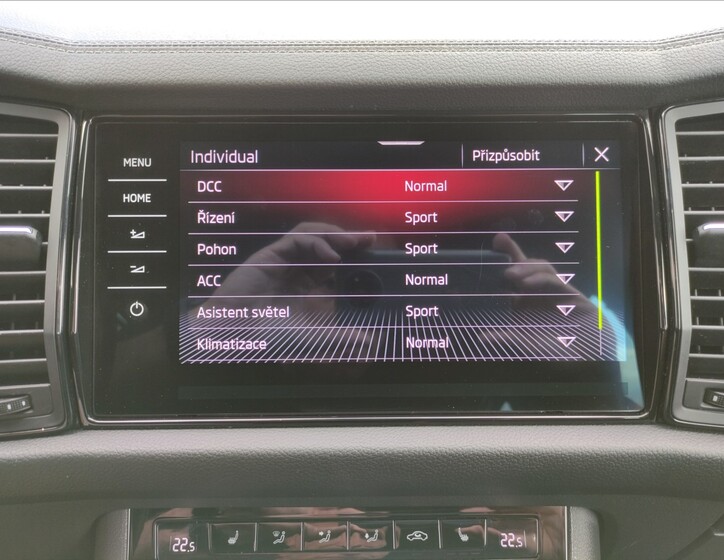 MENU
HOME
Individual Přizpůsobit
DCC Normal
Řízení Sport
Pohon Sport
ACC Normal
Asistent světel Sport
Klimatizace Normal
22.5 22.5